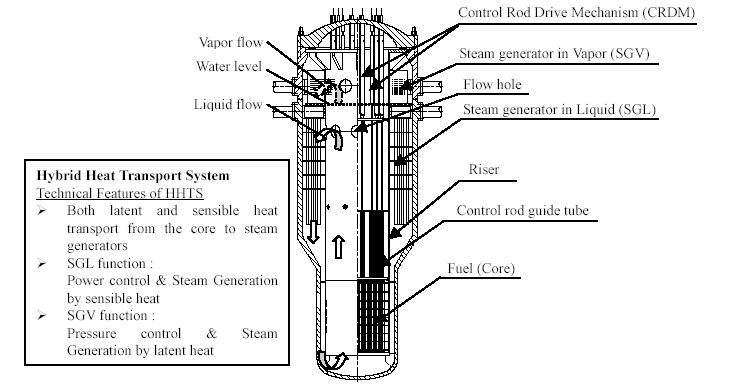 Control Rod Drive Mechanism (CRDM)
Vapor flow
Steam generator in Vapor (SGV)
Water level
Flow hole
Liquid flow
Steam generator in Liquid (SGL)
Hybrid Heat Transport System
Technical Features of HHTS
➢ Both latent and sensible heat
transport from the core to steam
generators
➢ SGL function :
Power control & Steam Generation
by sensible heat
➢ SGV function :
Pressure control & Steam
Generation by latent heat
Riser
Control rod guide tube
Fuel (Core)